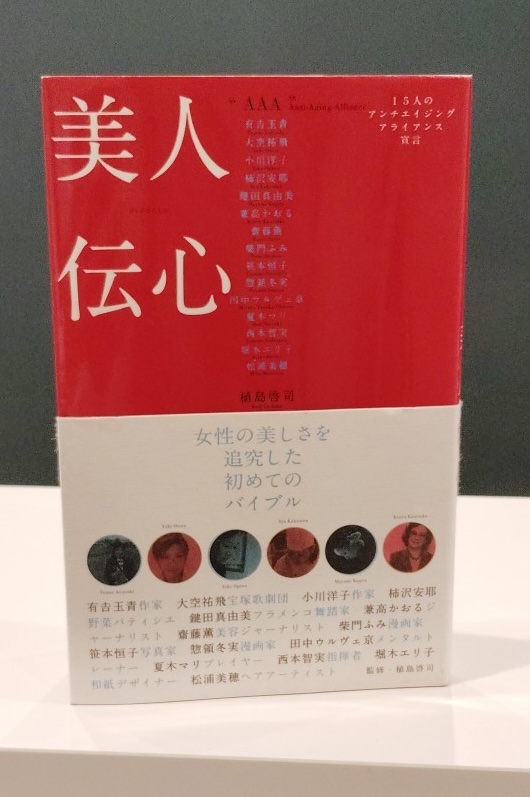 美人
伝心
“AAA”
Anti-Aging Alliance
15人の
アンチエイジング
アライアンス
宣言
有吉玉青
大空祐飛
小川洋子
柿沢安耶
鍵田真由美
兼高かおる
齋藤薫
柴門ふみ
笹本恒子
惣領冬実
田中ウルヴェ京
夏木マリ
西本智実
堀木エリ子
松浦美穂
植島啓司
女性の美しさを
追究した
初めての
バイブル
有吉玉青作家 大空祐飛宝塚歌劇団 小川洋子作家 柿沢安耶
野菜パティシエ 鍵田真由美フラメンコ舞踏家 兼高かおるジ
ャーナリスト 齋藤薫美容ジャーナリスト 柴門ふみ漫画家
笹本恒子写真家 惣領冬実漫画家 田中ウルヴェ京メンタルト
レーナー 夏木マリプレイヤー 西本智実指揮者 堀木エリ子
和紙デザイナー 松浦美穂ヘアアーティスト 監修−植島啓司